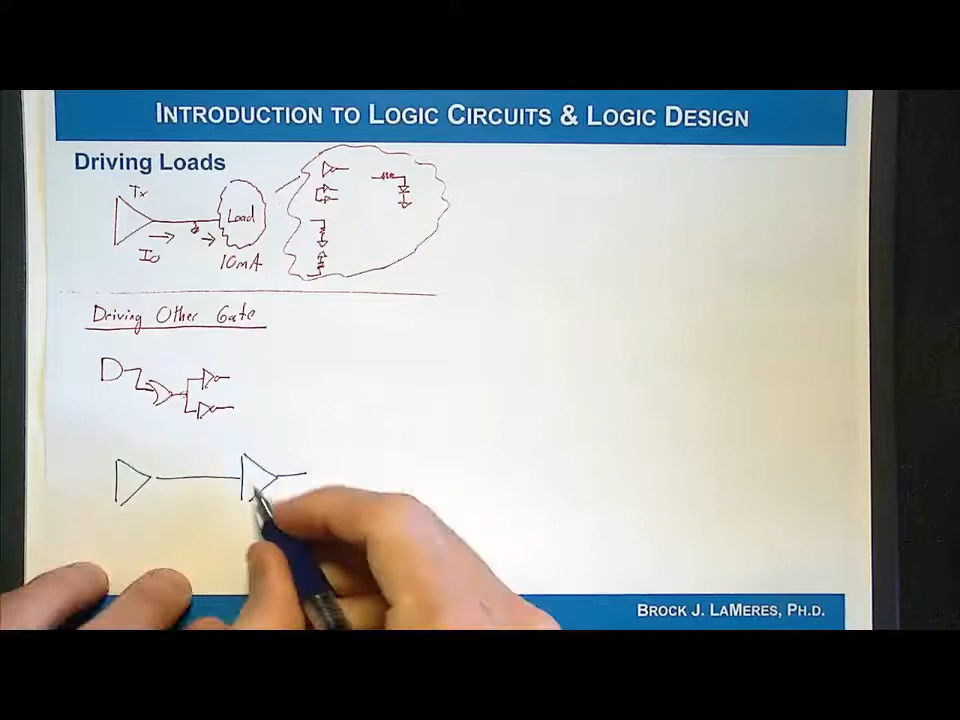 INTRODUCTION TO LOGIC CIRCUITS & LOGIC DESIGN
Driving Loads
Tx
Load
Io
10mA
Driving Other Gate
BROCK J. LAMERES, PH.D.